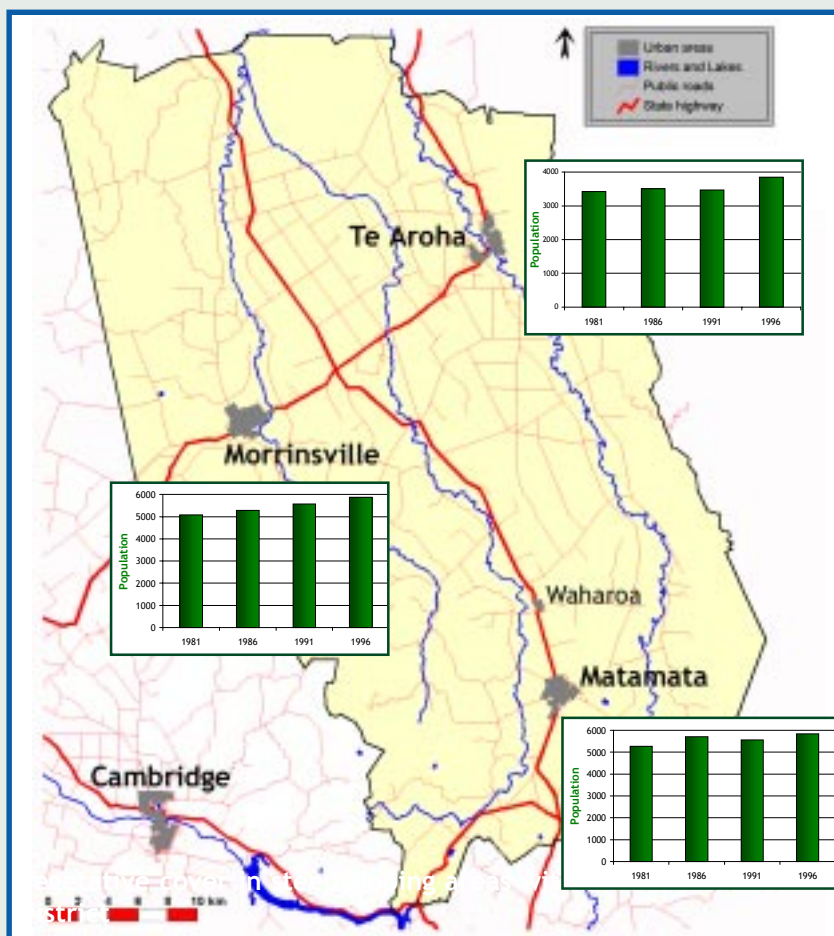 Urban areas
Rivers and Lakes
Public roads
State highway
Te Aroha
Population
4000
3000
2000
1000
0
1981 1986 1991 1996
Morrinsville
Population
6000
5000
4000
3000
2000
1000
0
1981 1986 1991 1996
Waharoa
Matamata
Population
6000
5000
4000
3000
2000
1000
0
1981 1986 1991 1996
Cambridge
0 2 10 km